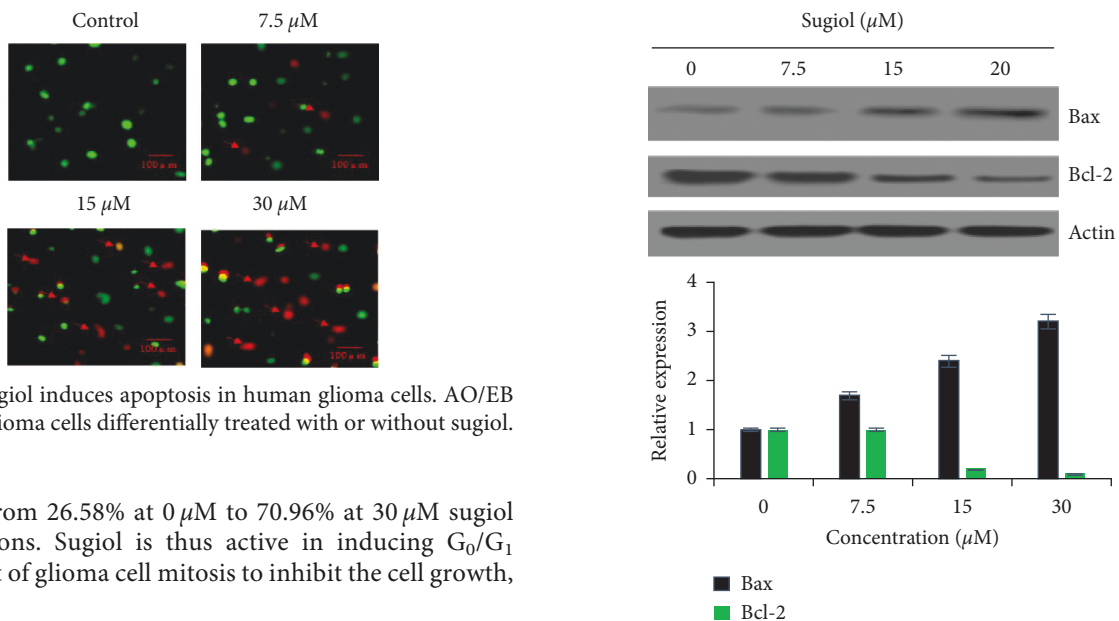 Control
7.5 μM
100 μm
100 μm
15 μM
30 μM
100 μm
100 μm
giol induces apoptosis in human glioma cells. AO/EB
ioma cells differentially treated with or without sugiol.
rom 26.58% at 0 μM to 70.96% at 30 μM sugiol
ons. Sugiol is thus active in inducing G₀/G₁
t of glioma cell mitosis to inhibit the cell growth,
Sugiol (μM)
0 7.5 15 20
Bax
Bcl-2
Actin
4
3
2
1
0
Relative expression
0 7.5 15 30
Concentration (μM)
Bax
Bcl-2